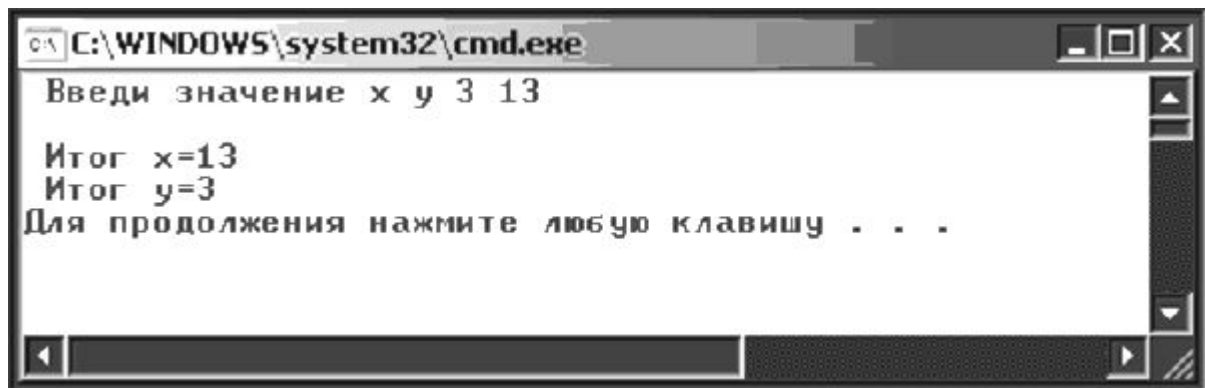 C:\WINDOWS\system32\cmd.exe
Введи значение x y 3 13
Итог x=13
Итог y=3
Для продолжения нажмите любую клавишу . . .